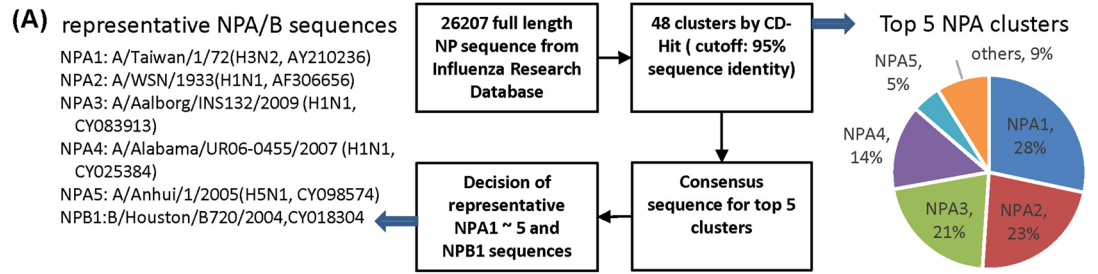 (A) representative NPA/B sequences
NPA1: A/Taiwan/1/72(H3N2, AY210236)
NPA2: A/WSN/1933(H1N1, AF306656)
NPA3: A/Aalborg/INS132/2009 (H1N1,
CY083913)
NPA4: A/Alabama/UR06-0455/2007 (H1N1,
CY025384)
NPA5: A/Anhui/1/2005(H5N1, CY098574)
NPB1:B/Houston/B720/2004,CY018304
26207 full length
NP sequence from
Influenza Research
Database
48 clusters by CD-
Hit ( cutoff: 95%
sequence identity)
Consensus
sequence for top 5
clusters
Decision of
representative
NPA1 ~ 5 and
NPB1 sequences
Top 5 NPA clusters
NPA1,
28%
NPA2,
23%
NPA3,
21%
NPA4,
14%
NPA5,
5%
others, 9%